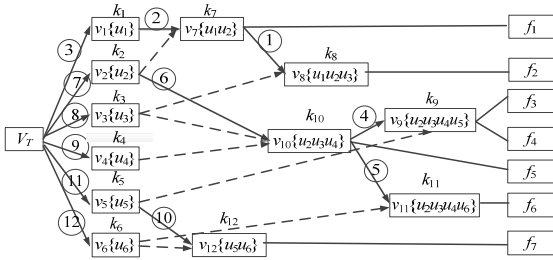 k1
v1{u1}
2
k7
v7{u1u2}
f1
3
k2
v2{u2}
1
k8
v8{u1u2u3}
f2
7
6
k3
v3{u3}
8
k10
v10{u2u3u4}
4
k9
v9{u2u3u4u5}
f3
f4
VT
9
k4
v4{u4}
5
f5
11
k5
v5{u5}
10
k11
v11{u2u3u4u6}
f6
12
k6
v6{u6}
k12
v12{u5u6}
f7